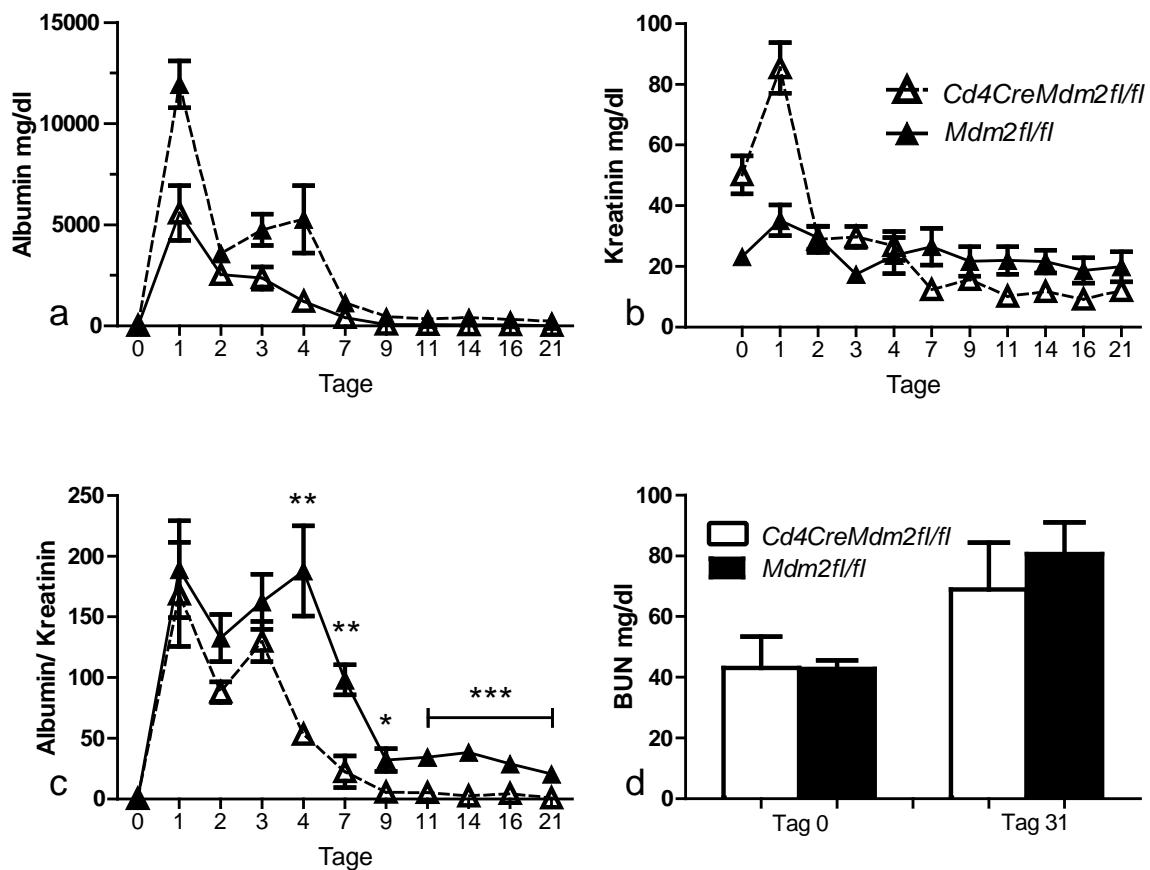 15000
10000
5000
0
Albumin mg/dl
a
0 1 2 3 4 7 9 11 14 16 21
Tage
100
80
60
40
20
0
Kreatinin mg/dl
Cd4CreMdm2fl/fl
Mdm2fl/fl
b
0 1 2 3 4 7 9 11 14 16 21
Tage
250
200
150
100
50
0
Albumin/ Kreatinin
**
**
*
***
c
0 1 2 3 4 7 9 11 14 16 21
Tage
100
80
60
40
20
0
BUN mg/dl
Cd4CreMdm2fl/fl
Mdm2fl/fl
d
Tag 0 Tag 31